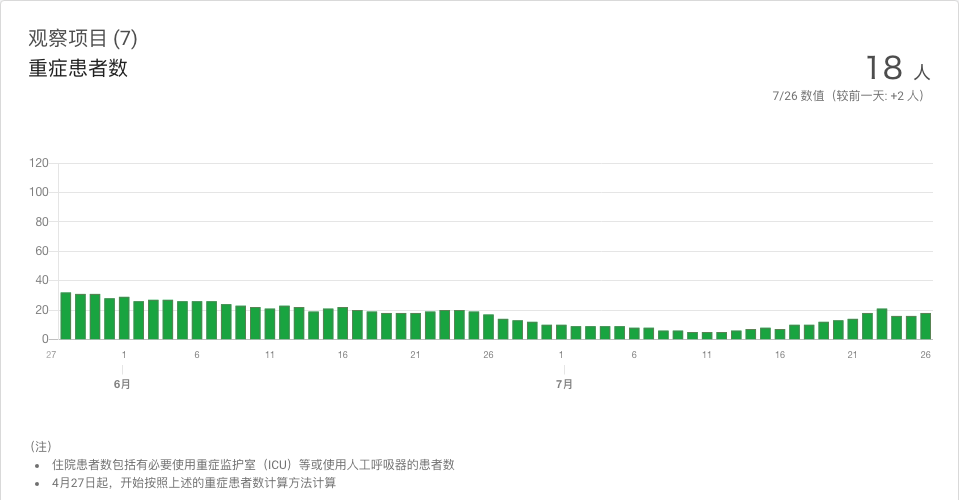 观察项目 (7)
重症患者数
18 人
7/26 数值（较前一天: +2 人）
120
100
80
60
40
20
0
27 1 6 11 16 21 26 1 6 11 16 21 26
6月 7月
（注）
• 住院患者数包括有必要使用重症监护室（ICU）等或使用人工呼吸器的患者数
• 4月27日起，开始按照上述的重症患者数计算方法计算